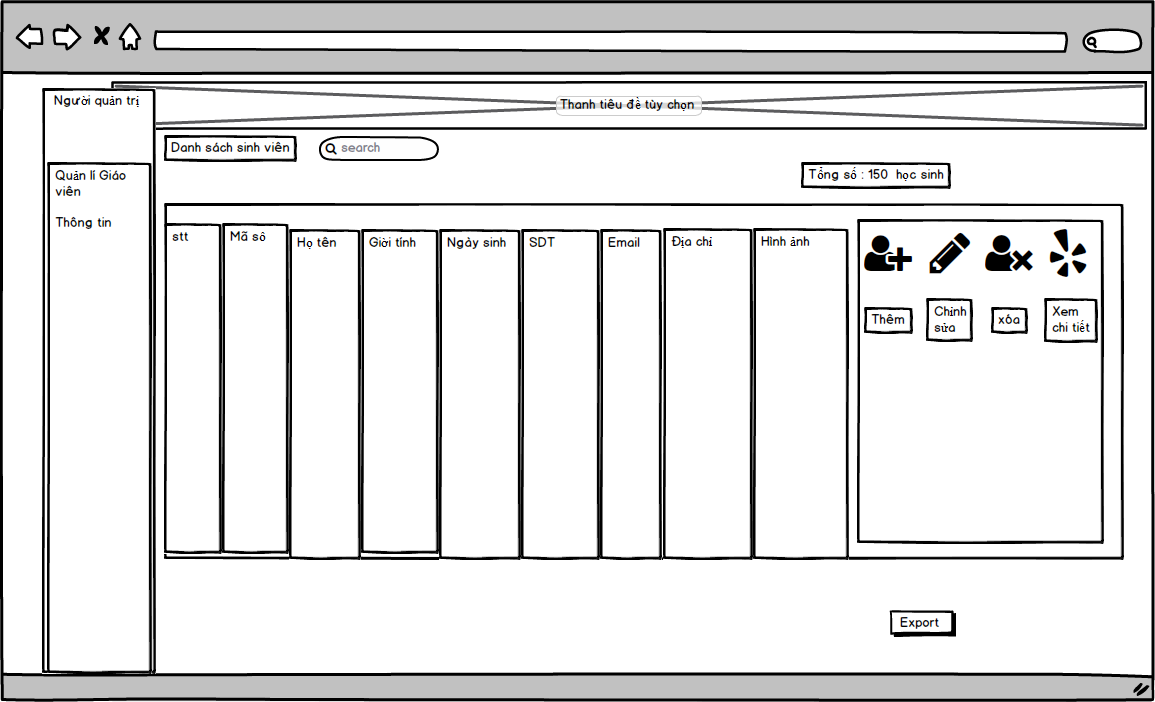 Người quản trị
Thanh tiêu đề tùy chọn
Danh sách sinh viên
search
Tổng số : 150 học sinh
Quản lí Giáo
viên
Thông tin
stt
Mã số
Họ tên
Giời tính
Ngày sinh
SDT
Email
Địa chỉ
Hình ảnh
Thêm
Chỉnh
sửa
xóa
Xem
chi tiết
Export